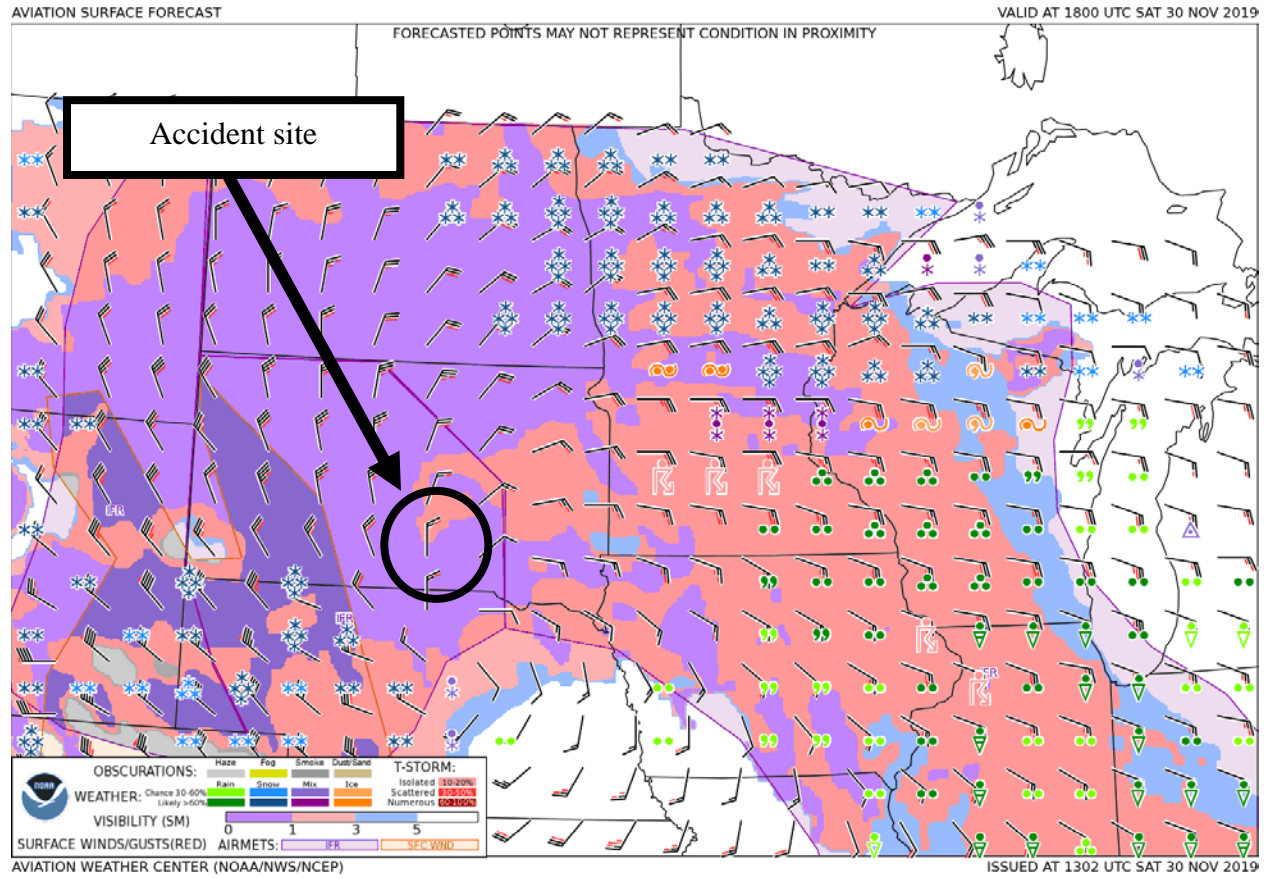 AVIATION SURFACE FORECAST
VALID AT 1800 UTC SAT 30 NOV 2019
FORECASTED POINTS MAY NOT REPRESENT CONDITION IN PROXIMITY
Accident site
IFR
IFR
IFR
NOAA
OBSCURATIONS: Haze Fog Smoke Dust/Sand
WEATHER: Rain Snow Mix Ice
Chance 30-60%
Likely >60%
T-STORM:
Isolated 10-20%
Scattered 30-50%
Numerous 60-100%
VISIBILITY (SM)
0 1 3 5
SURFACE WINDS/GUSTS(RED) AIRMETS: IFR SFC WND
AVIATION WEATHER CENTER (NOAA/NWS/NCEP)
ISSUED AT 1302 UTC SAT 30 NOV 2019